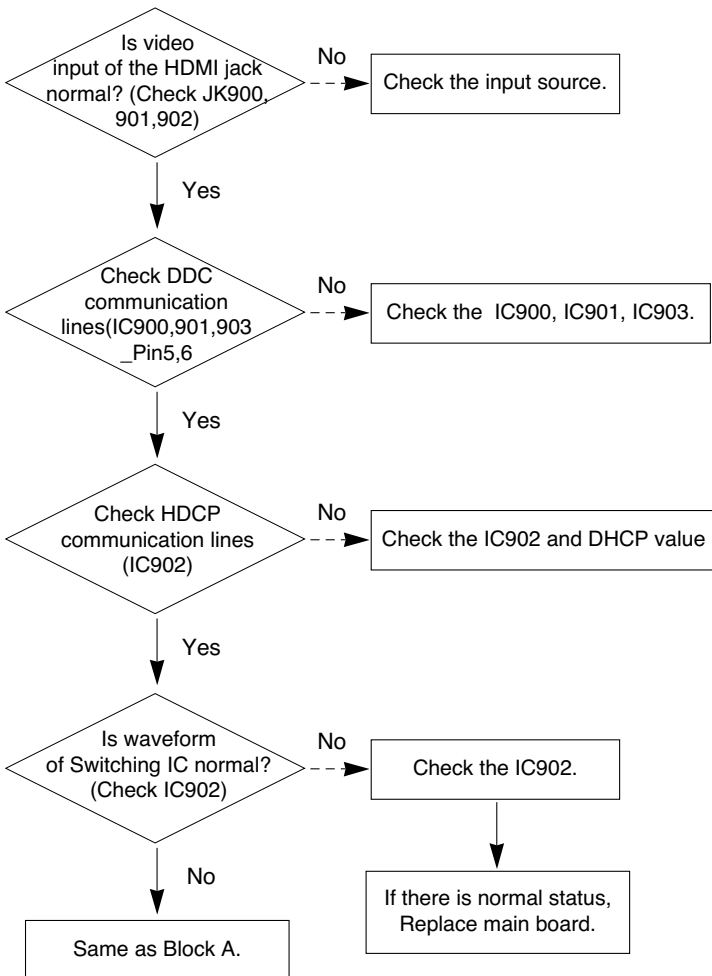 Is video
input of the HDMI jack
normal? (Check JK900,
901,902)
No
Check the input source.
Yes
Check DDC
communication
lines(IC900,901,903
_Pin5,6
No
Check the IC900, IC901, IC903.
Yes
Check HDCP
communication lines
(IC902)
No
Check the IC902 and DHCP value
Yes
Is waveform
of Switching IC normal?
(Check IC902)
No
Check the IC902.
No
If there is normal status,
Replace main board.
Same as Block A.